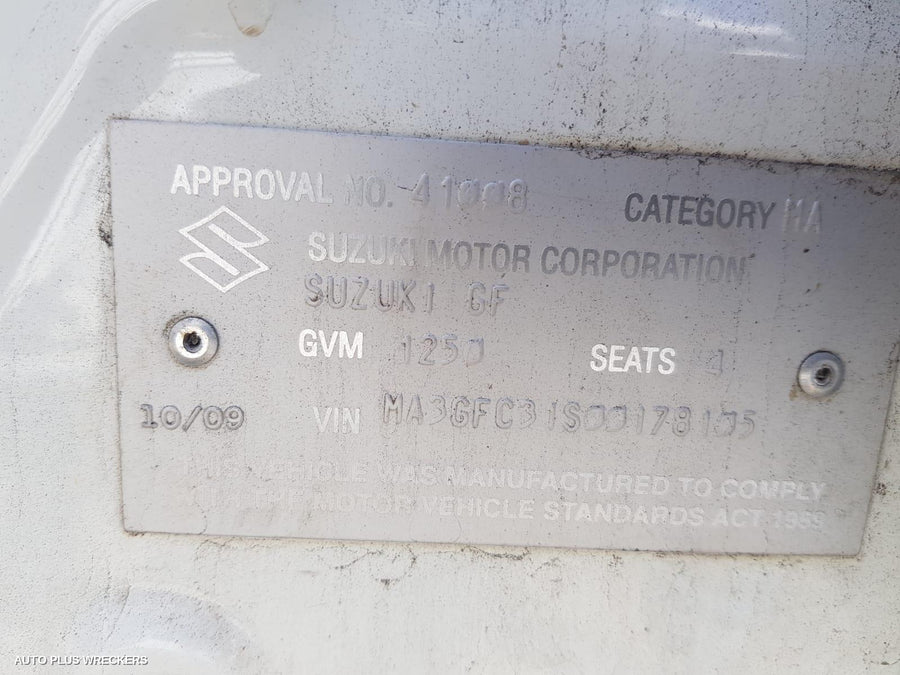 APPROVAL NO. 41008 CATEGORY MA
SUZUKI MOTOR CORPORATION
SUZUKI GF
GVM 1250 SEATS 4
10/09 VIN MA3GFC31S00178105
THIS VEHICLE WAS MANUFACTURED TO COMPLY
THE MOTOR VEHICLE STANDARDS ACT 1989
AUTO PLUS WRECKERS